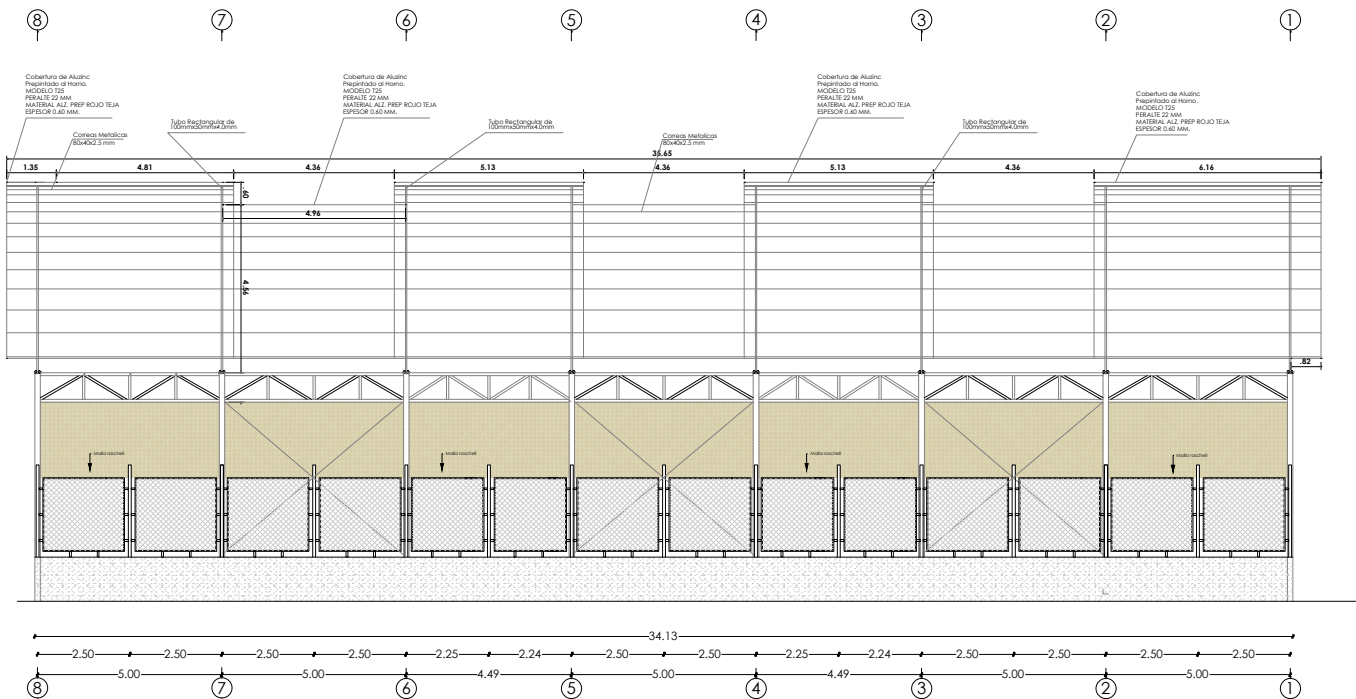 8 7 6 5 4 3 2 1
Cobertura de Aluzinc
Prepintado al Horno.
MODELO T25
PERALTE 22 MM
MATERIAL ALZ. PREP ROJO TEJA
ESPESOR 0.60 MM.
Cobertura de Aluzinc
Prepintado al Horno.
MODELO T25
PERALTE 22 MM
MATERIAL ALZ. PREP ROJO TEJA
ESPESOR 0.60 MM.
Cobertura de Aluzinc
Prepintado al Horno.
MODELO T25
PERALTE 22 MM
MATERIAL ALZ. PREP ROJO TEJA
ESPESOR 0.60 MM.
Cobertura de Aluzinc
Prepintado al Horno.
MODELO T25
PERALTE 22 MM
MATERIAL ALZ. PREP ROJO TEJA
ESPESOR 0.60 MM.
Correas Metalicas
80x40x2.5 mm
Tubo Rectangular de
100mmx50mmx4.0mm
Tubo Rectangular de
100mmx50mmx4.0mm
Correas Metalicas
80x40x2.5 mm
Tubo Rectangular de
100mmx50mmx4.0mm
35.65
1.35 4.81 4.36 5.13 4.36 5.13 4.36 6.16
.60
4.96
4.56
.82
Malla raschell
Malla raschell
Malla raschell
Malla raschell
34.13
2.50 2.50 2.50 2.50 2.25 2.24 2.50 2.50 2.25 2.24 2.50 2.50 2.50 2.50
5.00 5.00 4.49 5.00 4.49 5.00 5.00
8 7 6 5 4 3 2 1